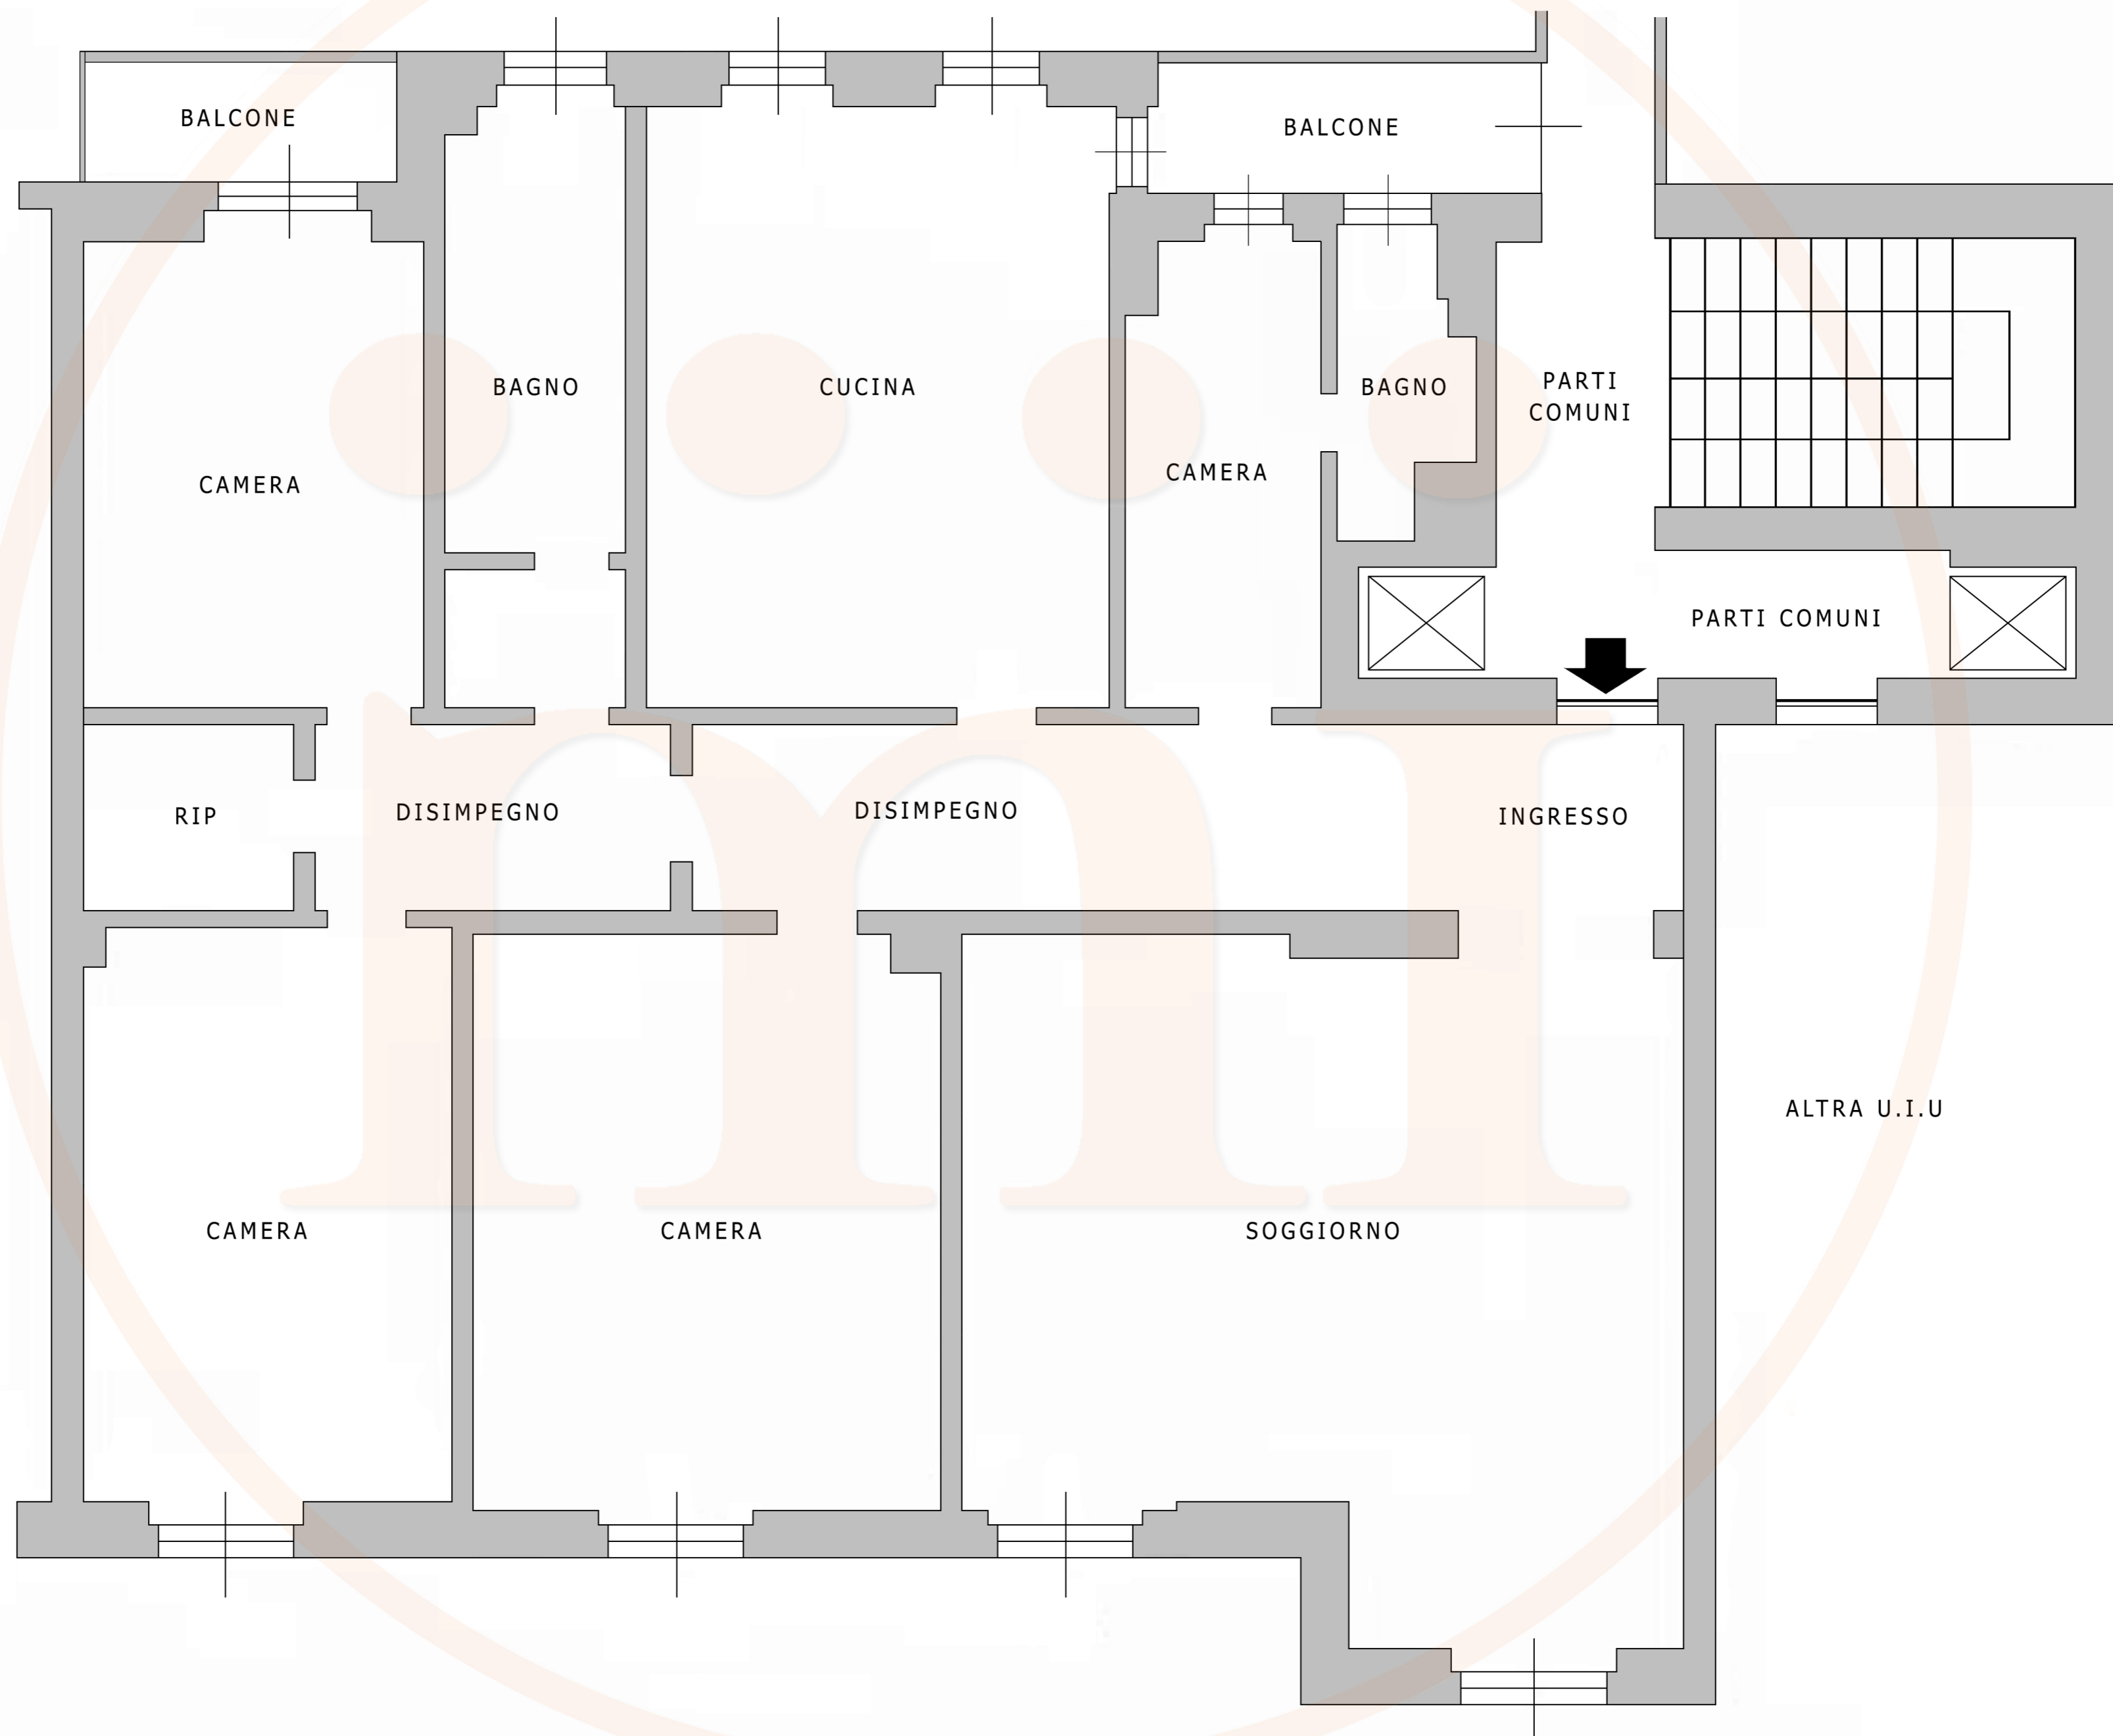 BALCONE
BALCONE
BAGNO
CUCINA
BAGNO
PARTI
COMUNI
CAMERA
CAMERA
PARTI COMUNI
RIP
DISIMPEGNO
DISIMPEGNO
INGRESSO
ALTRA U.I.U
CAMERA
CAMERA
SOGGIORNO
imi